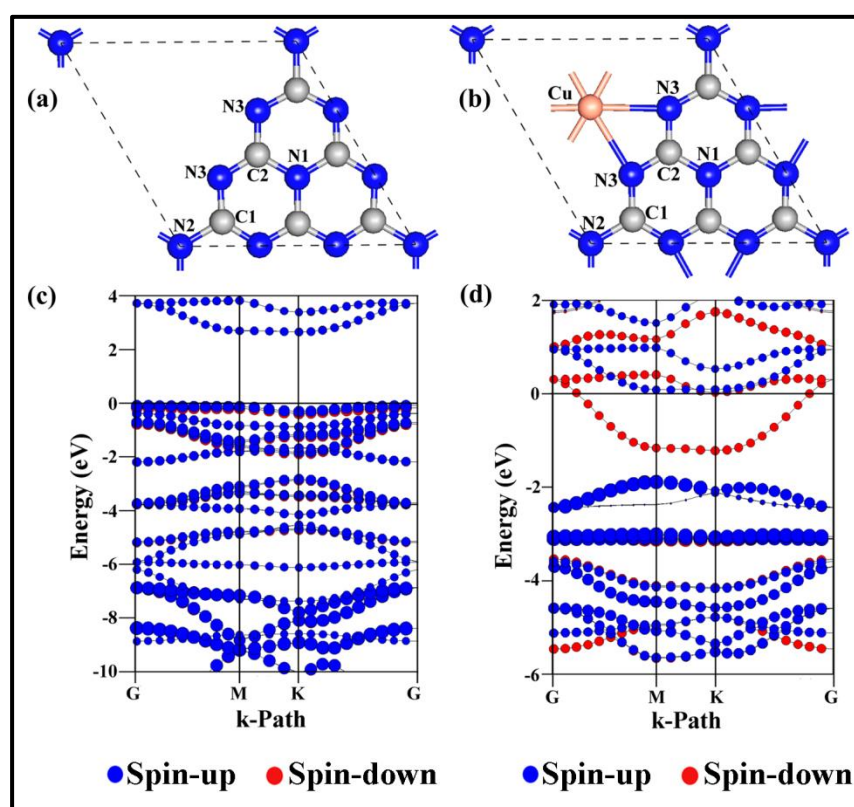 (a)
N3
N3
N1
C2
N2
C1
(b)
Cu
N3
N3
N1
C2
N2
C1
(c)
Energy (eV)
4
2
0
-2
-4
-6
-8
-10
G M K G
k-Path
Spin-up Spin-down
(d)
Energy (eV)
2
0
-2
-4
-6
G M K G
k-Path
Spin-up Spin-down